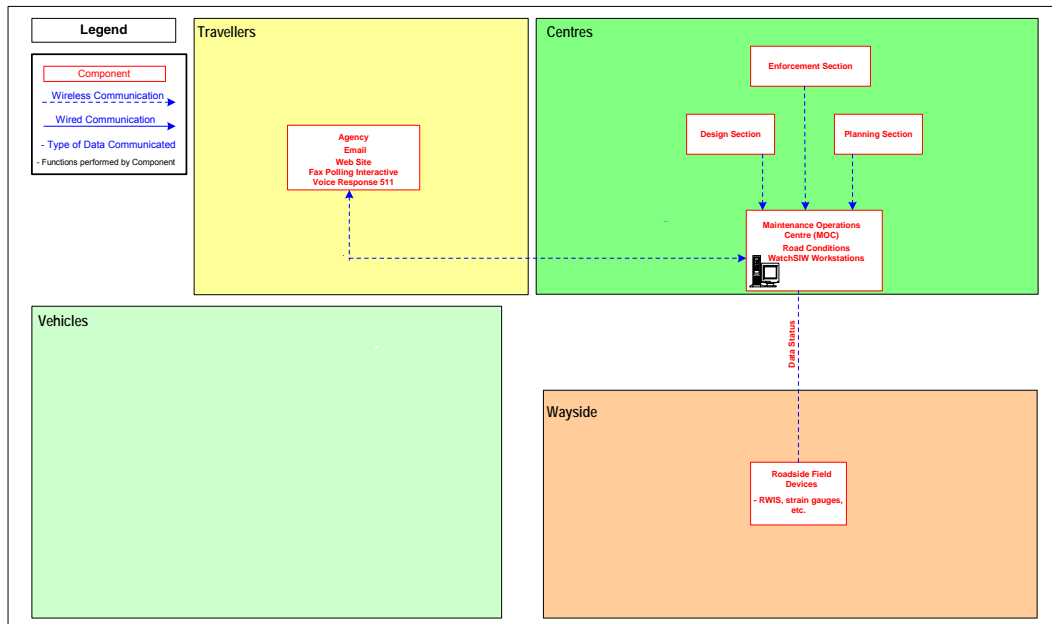 Legend
Component
Wireless Communication
Wired Communication
- Type of Data Communicated
- Functions performed by Component
Travellers
Agency
Email
Web Site
Fax Polling Interactive
Voice Response 511
Centres
Enforcement Section
Design Section
Planning Section
Maintenance Operations
Centre (MOC)
Road Conditions
WatchSIW Workstations
Vehicles
Data Status
Wayside
Roadside Field
Devices
- RWIS, strain gauges,
etc.